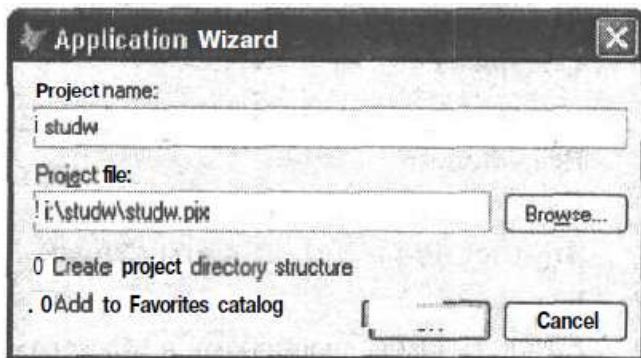 Application Wizard
Project name:
studw
Project file:
i:\studw\studw.pjx
Browse...
Create project directory structure
Add to Favorites catalog
Cancel